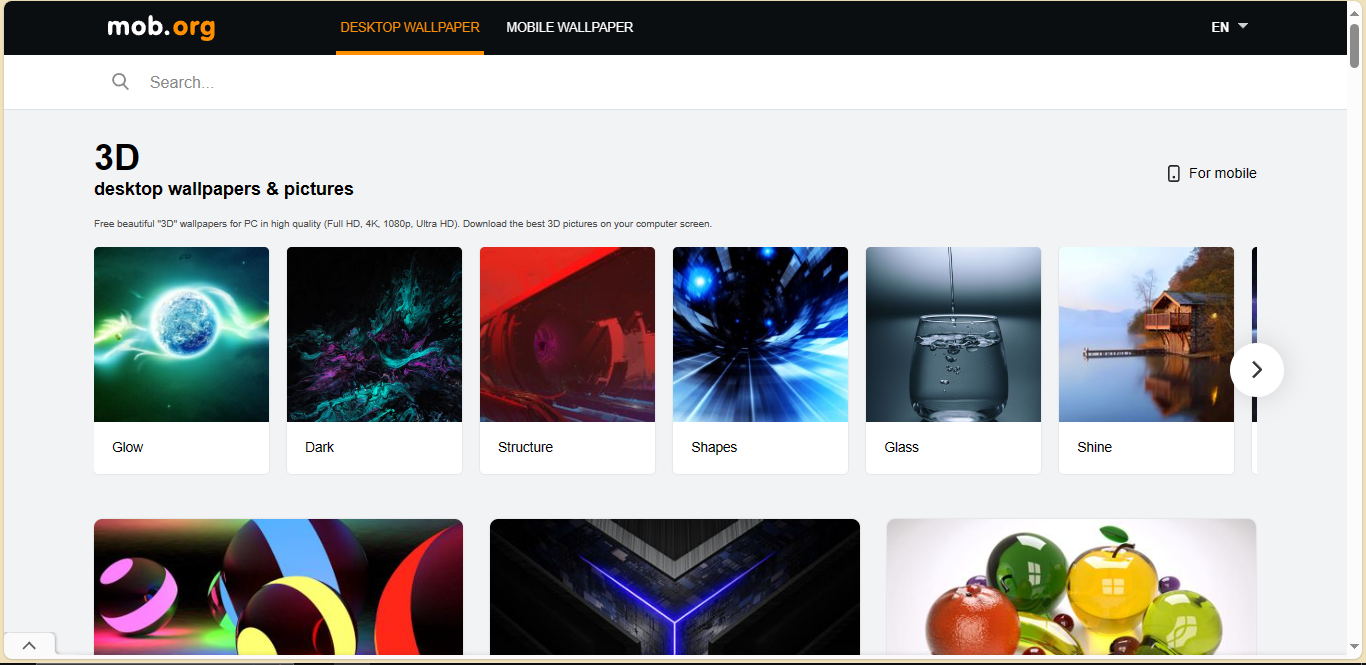 mob.org
DESKTOP WALLPAPER
MOBILE WALLPAPER
EN
Search...
3D
desktop wallpapers & pictures
For mobile
Free beautiful "3D" wallpapers for PC in high quality (Full HD, 4K, 1080p, Ultra HD). Download the best 3D pictures on your computer screen.
Glow
Dark
Structure
Shapes
Glass
Shine